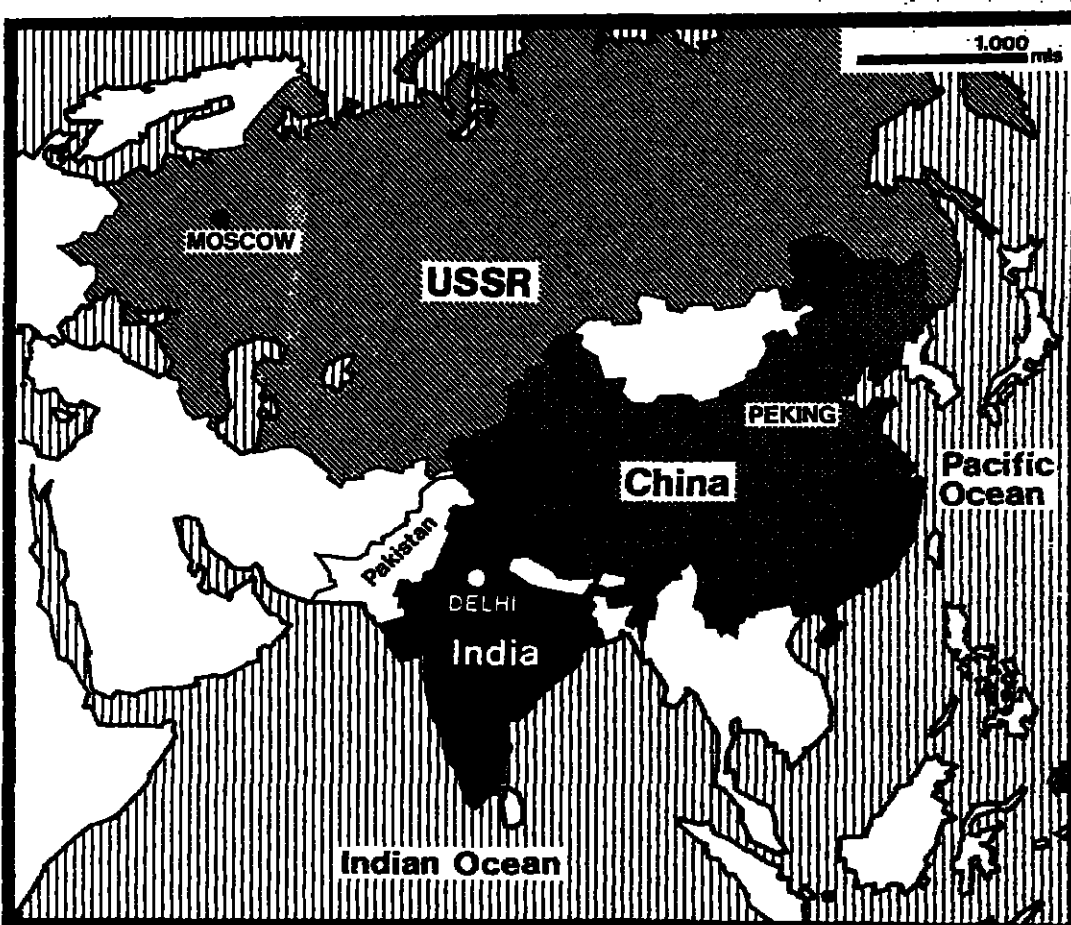 1.000
mls
MOSCOW
USSR
PEKING
China
Pacific
Ocean
Pakistan
DELHI
India
Indian Ocean